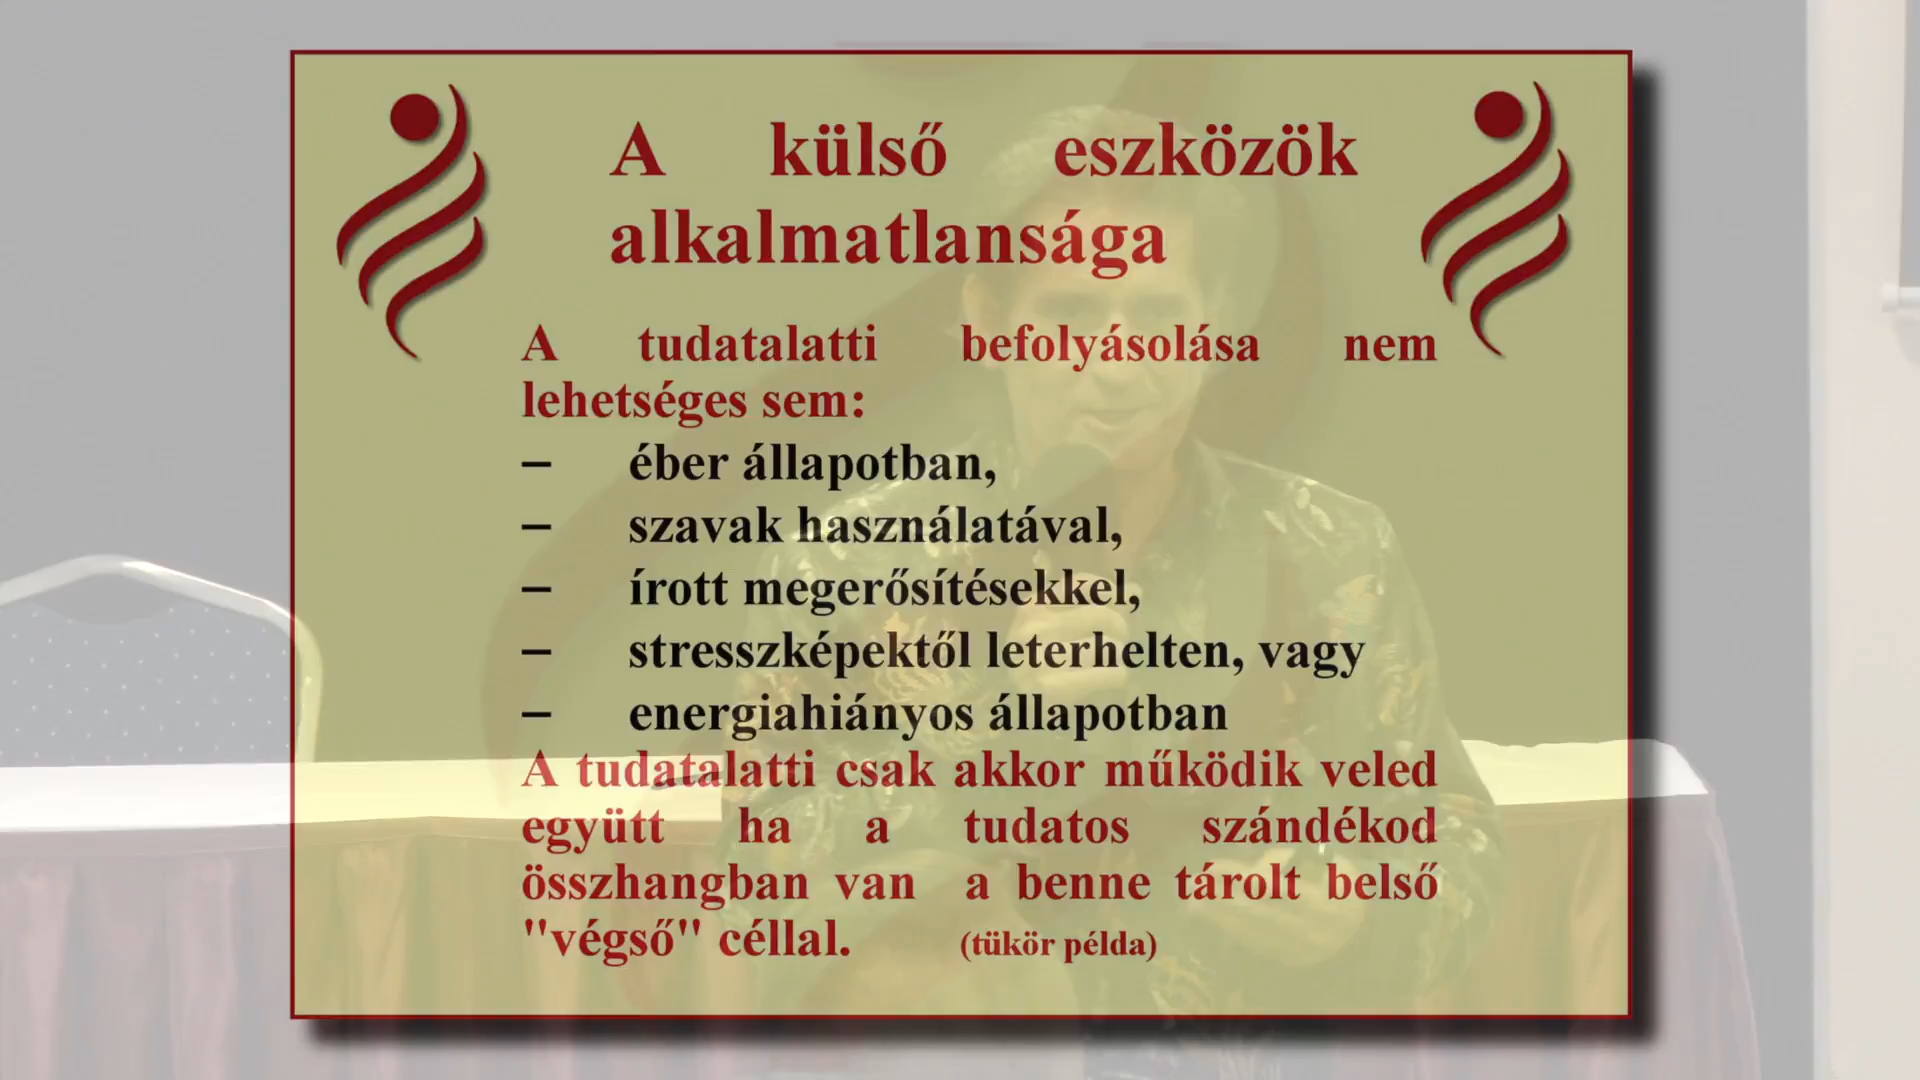 A külső eszközök
alkalmatlansága
A tudatalatti befolyásolása nem
lehetséges sem:
– éber állapotban,
– szavak használatával,
– írott megerősítésekkel,
– stresszképektől leterhelten, vagy
– energiahiányos állapotban
A tudatalatti csak akkor működik veled
együtt ha a tudatos szándékod
összhangban van a benne tárolt belső
"végső" céllal. (tükör példa)